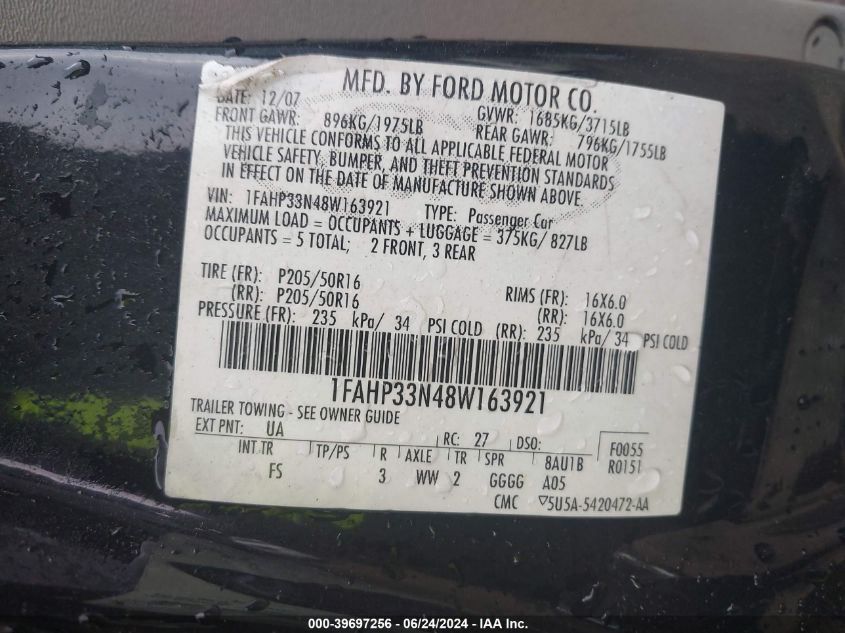 MFD. BY FORD MOTOR CO.
DATE: 12/07 GVWR: 1685KG/3715LB
FRONT GAWR: 896KG/1975LB REAR GAWR: 796KG/1755LB
THIS VEHICLE CONFORMS TO ALL APPLICABLE FEDERAL MOTOR
VEHICLE SAFETY, BUMPER, AND THEFT PREVENTION STANDARDS
IN EFFECT ON THE DATE OF MANUFACTURE SHOWN ABOVE.
VIN: 1FAHP33N48W163921 TYPE: Passenger Car
MAXIMUM LOAD = OCCUPANTS + LUGGAGE = 375KG/ 827LB
OCCUPANTS = 5 TOTAL; 2 FRONT, 3 REAR
TIRE (FR): P205/50R16 RIMS (FR): 16X6.0
(RR): P205/50R16 (RR): 16X6.0
PRESSURE (FR): 235 kPa/ 34 PSI COLD (RR): 235 kPa/ 34 PSI COLD
1FAHP33N48W163921
TRAILER TOWING - SEE OWNER GUIDE
EXT PNT: UA RC: 27 DSO: F0055
INT TR TP/PS R AXLE TR SPR 8AU1B R0151
FS 3 WW 2 GGGG A05
CMC ▽5U5A-5420472-AA
000-39697256 - 06/24/2024 - IAAI Inc.